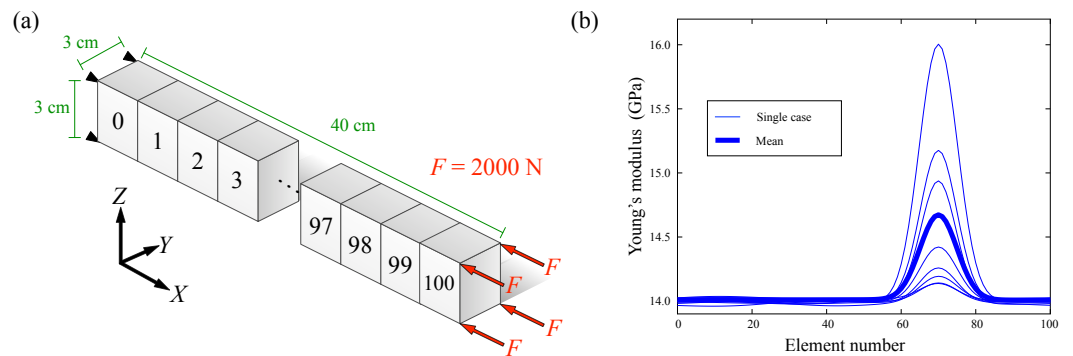 (a)
3 cm
3 cm
40 cm
F = 2000 N
0
1
2
3
97
98
99
100
F
F
F
F
Z
Y
X
(b)
Young's modulus (GPa)
16.0
15.5
15.0
14.5
14.0
Single case
Mean
0 20 40 60 80 100
Element number